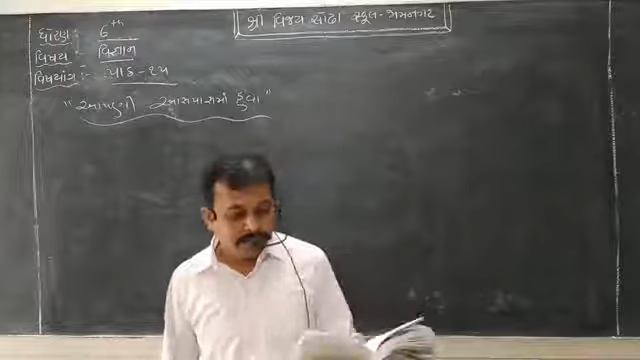 શ્રી વિજય સોઢા સ્કૂલ - જામનગર
ધોરણ :- 6th
વિષય :- વિજ્ઞાન
વિષયાંગ :- પાઠ - ૧૫
"આપણી આસપાસમાં હવા"